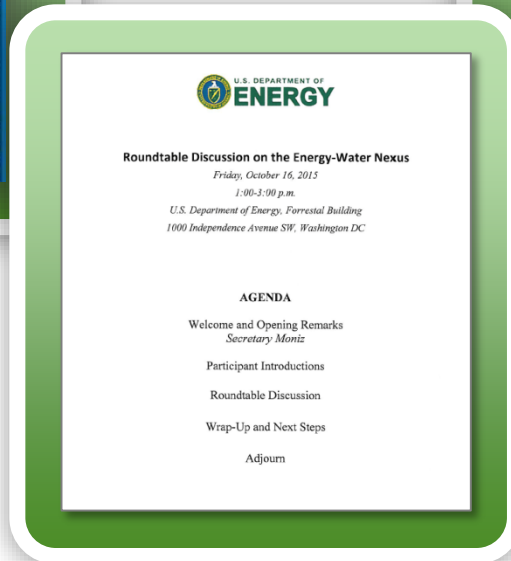 U.S. DEPARTMENT OF
ENERGY
Roundtable Discussion on the Energy-Water Nexus
Friday, October 16, 2015
1:00-3:00 p.m.
U.S. Department of Energy, Forrestal Building
1000 Independence Avenue SW, Washington DC
AGENDA
Welcome and Opening Remarks
Secretary Moniz
Participant Introductions
Roundtable Discussion
Wrap-Up and Next Steps
Adjourn